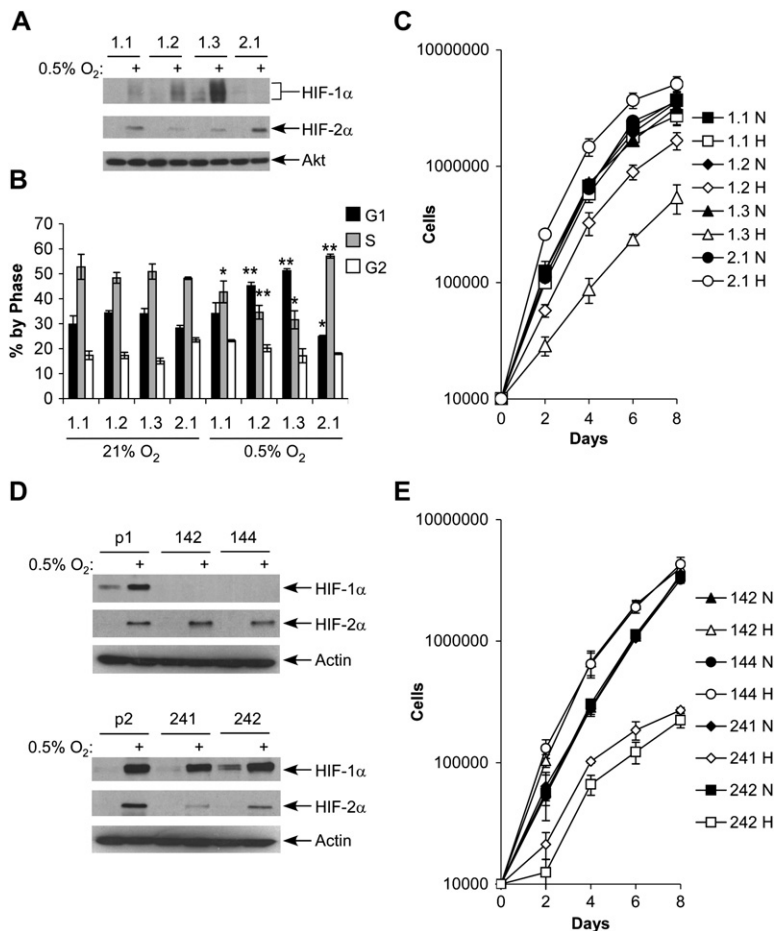 A
1.1 1.2 1.3 2.1
0.5% O2: + + + +
HIF-1α
HIF-2α
Akt
B
% by Phase
70
60
50
40
30
20
10
0
G1
S
G2
* ** ** * ** * **
1.1 1.2 1.3 2.1 1.1 1.2 1.3 2.1
21% O2 0.5% O2
C
Cells
10000000
1000000
100000
10000
0 2 4 6 8
Days
1.1 N
1.1 H
1.2 N
1.2 H
1.3 N
1.3 H
2.1 N
2.1 H
D
p1 142 144
0.5% O2: + + +
HIF-1α
HIF-2α
Actin
p2 241 242
0.5% O2: + + +
HIF-1α
HIF-2α
Actin
E
Cells
10000000
1000000
100000
10000
0 2 4 6 8
Days
142 N
142 H
144 N
144 H
241 N
241 H
242 N
242 H